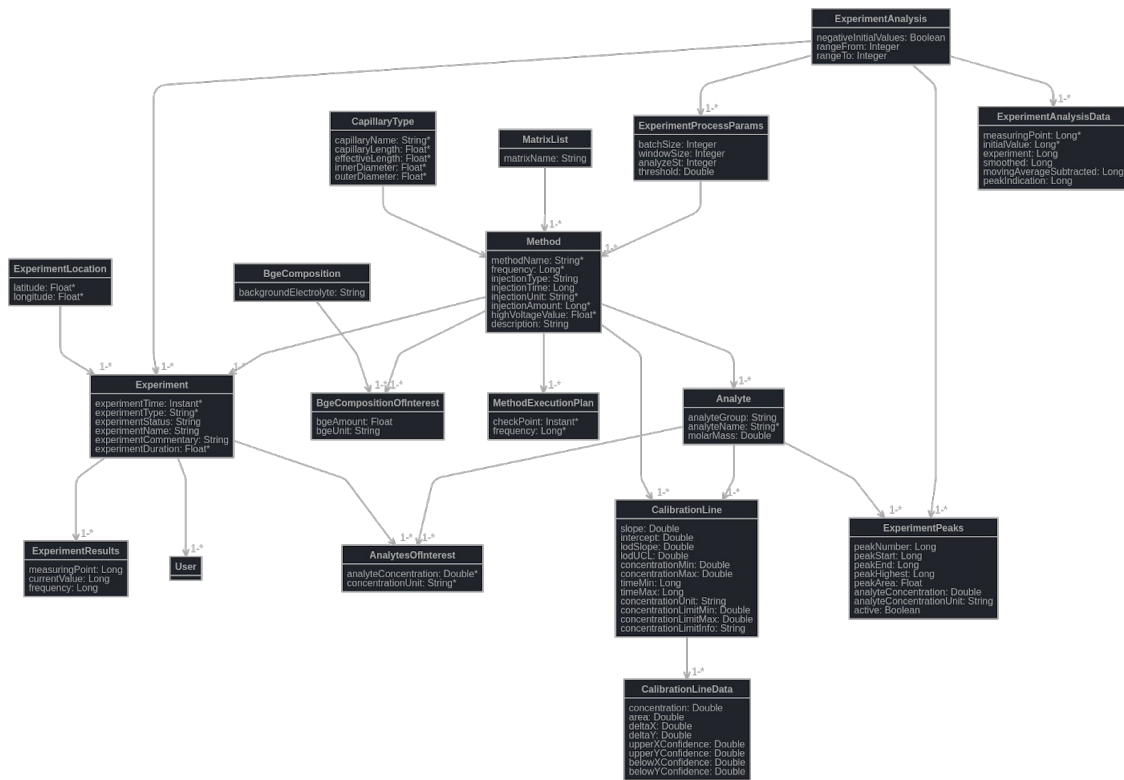 ExperimentAnalysis
negativeInitialValues: Boolean
rangeFrom: Integer
rangeTo: Integer
1-*
1-*
CapillaryType
capillaryName: String*
capillaryLength: Float*
effectiveLength: Float*
innerDiameter: Float*
outerDiameter: Float*
MatrixList
matrixName: String
ExperimentProcessParams
batchSize: Integer
windowSize: Integer
analyzeSt: Integer
threshold: Double
ExperimentAnalysisData
measuringPoint: Long*
initialValue: Long*
experiment: Long
smoothed: Long
movingAverageSubtracted: Long
peakIndication: Long
1-*
1-*
Method
methodName: String*
frequency: Long*
injectionType: String
injectionTime: Long
injectionUnit: String*
injectionAmount: Long*
highVoltageValue: Float*
description: String
ExperimentLocation
latitude: Float*
longitude: Float*
BgeComposition
backgroundElectrolyte: String
1-*
1-*
1-*
Experiment
experimentTime: Instant*
experimentType: String*
experimentStatus: String
experimentName: String
experimentCommentary: String
experimentDuration: Float*
1-*
1-*
BgeCompositionOfInterest
bgeAmount: Float
bgeUnit: String
1-*
MethodExecutionPlan
checkPoint: Instant*
frequency: Long*
1-*
Analyte
analyteGroup: String
analyteName: String*
molarMass: Double
1-*
ExperimentResults
measuringPoint: Long
currentValue: Long
frequency: Long
1-*
User
1-*
1-*
AnalytesOfInterest
analyteConcentration: Double*
concentrationUnit: String*
1-*
1-*
CalibrationLine
slope: Double
intercept: Double
lodSlope: Double
lodUCL: Double
concentrationMin: Double
concentrationMax: Double
timeMin: Long
timeMax: Long
concentrationUnit: String
concentrationLimitMin: Double
concentrationLimitMax: Double
concentrationLimitInfo: String
1-*
1-*
ExperimentPeaks
peakNumber: Long
peakStart: Long
peakEnd: Long
peakHighest: Long
peakArea: Float
analyteConcentration: Double
analyteConcentrationUnit: String
active: Boolean
1-*
CalibrationLineData
concentration: Double
area: Double
deltaX: Double
deltaY: Double
upperXConfidence: Double
upperYConfidence: Double
belowXConfidence: Double
belowYConfidence: Double